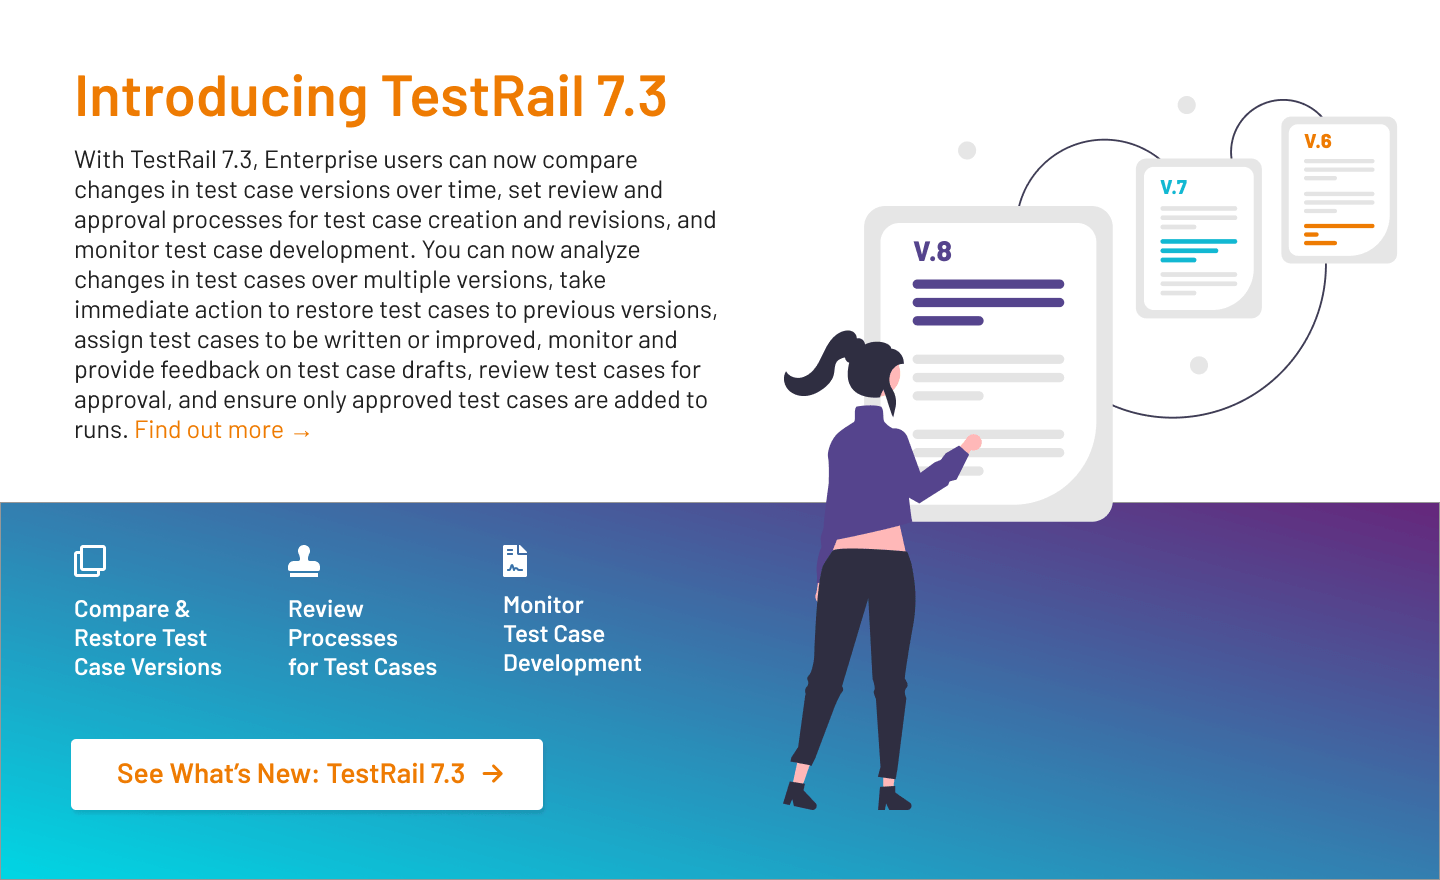 Introducing TestRail 7.3
With TestRail 7.3, Enterprise users can now compare
changes in test case versions over time, set review and
approval processes for test case creation and revisions, and
monitor test case development. You can now analyze
changes in test cases over multiple versions, take
immediate action to restore test cases to previous versions,
assign test cases to be written or improved, monitor and
provide feedback on test case drafts, review test cases for
approval, and ensure only approved test cases are added to
runs. Find out more →
V.8
V.7
V.6
Compare &
Restore Test
Case Versions
Review
Processes
for Test Cases
Monitor
Test Case
Development
See What’s New: TestRail 7.3 →